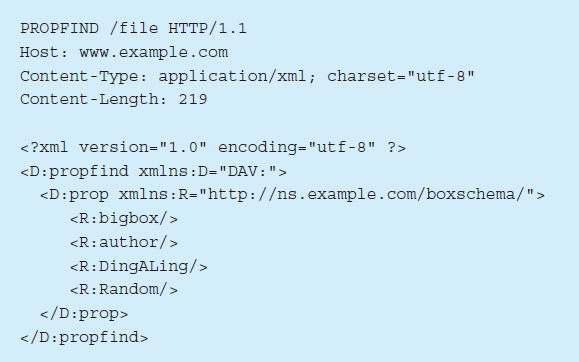 PROPFIND /file HTTP/1.1
Host: www.example.com
Content-Type: application/xml; charset="utf-8"
Content-Length: 219

<?xml version="1.0" encoding="utf-8" ?>
<D:propfind xmlns:D="DAV:">
  <D:prop xmlns:R="http://ns.example.com/boxschema/">
     <R:bigbox/>
     <R:author/>
     <R:DingALing/>
     <R:Random/>
  </D:prop>
</D:propfind>